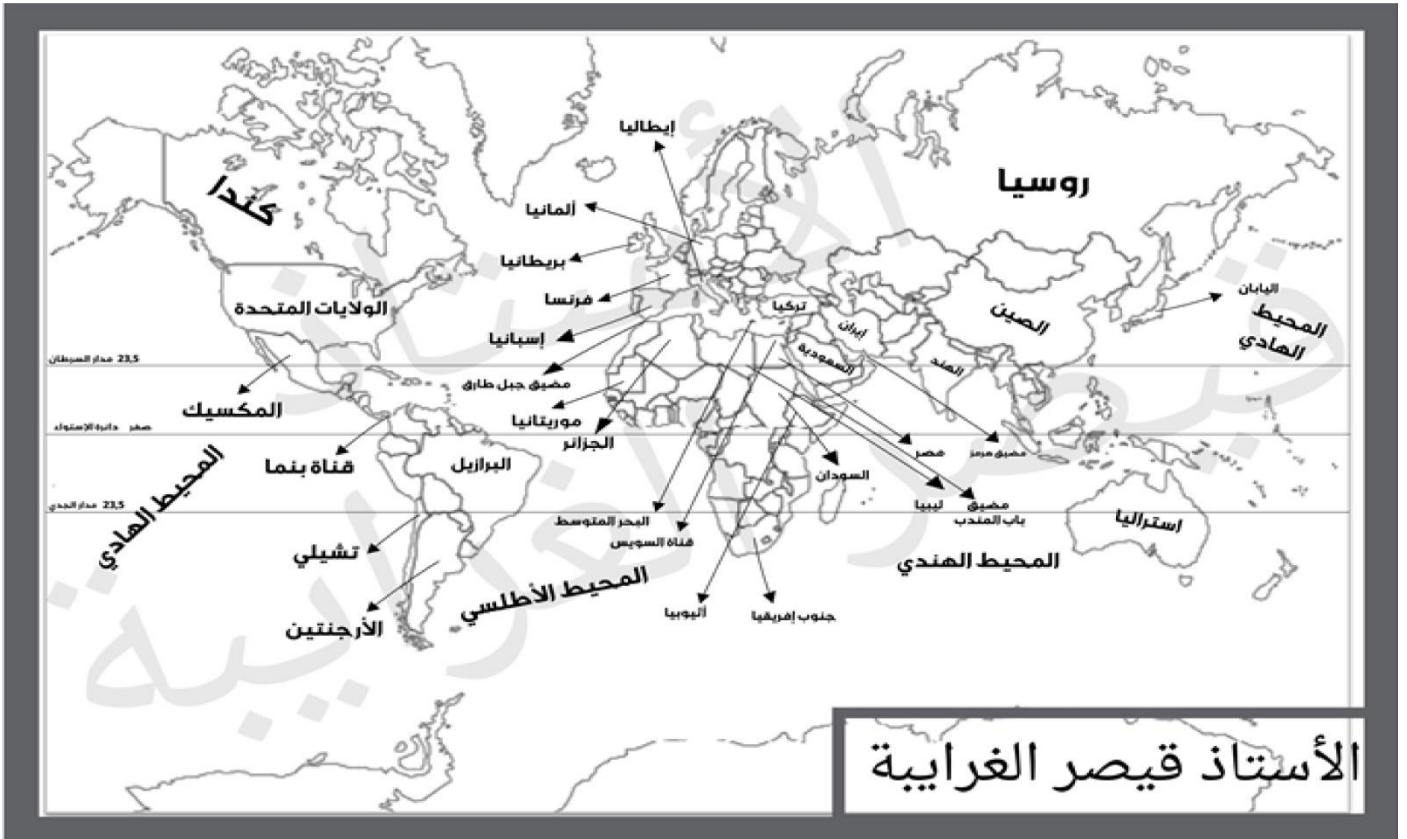 إيطاليا
روسيا
كندا
ألمانيا
بريطانيا
اليابان
فرنسا
الولايات المتحدة
تركيا
الصين
المحيط
الهادي
إيران
إسبانيا
السعودية
الهند
23,5 مدار السرطان
مضيق جبل طارق
المكسيك
موريتانيا
صفر دائرة الإستواء
الجزائر
مصر
مضيق هرمز
قناة بنما
البرازيل
السودان
المحيط الهادي
23,5 مدار الجدي
ليبيا
مضيق
باب المندب
البحر المتوسط
استراليا
قناة السويس
تشيلي
المحيط الهندي
المحيط الأطلسي
أثيوبيا
جنوب إفريقيا
الأرجنتين
الأستاذ
قيصر الغرايبة
الأستاذ قيصر الغرايبة